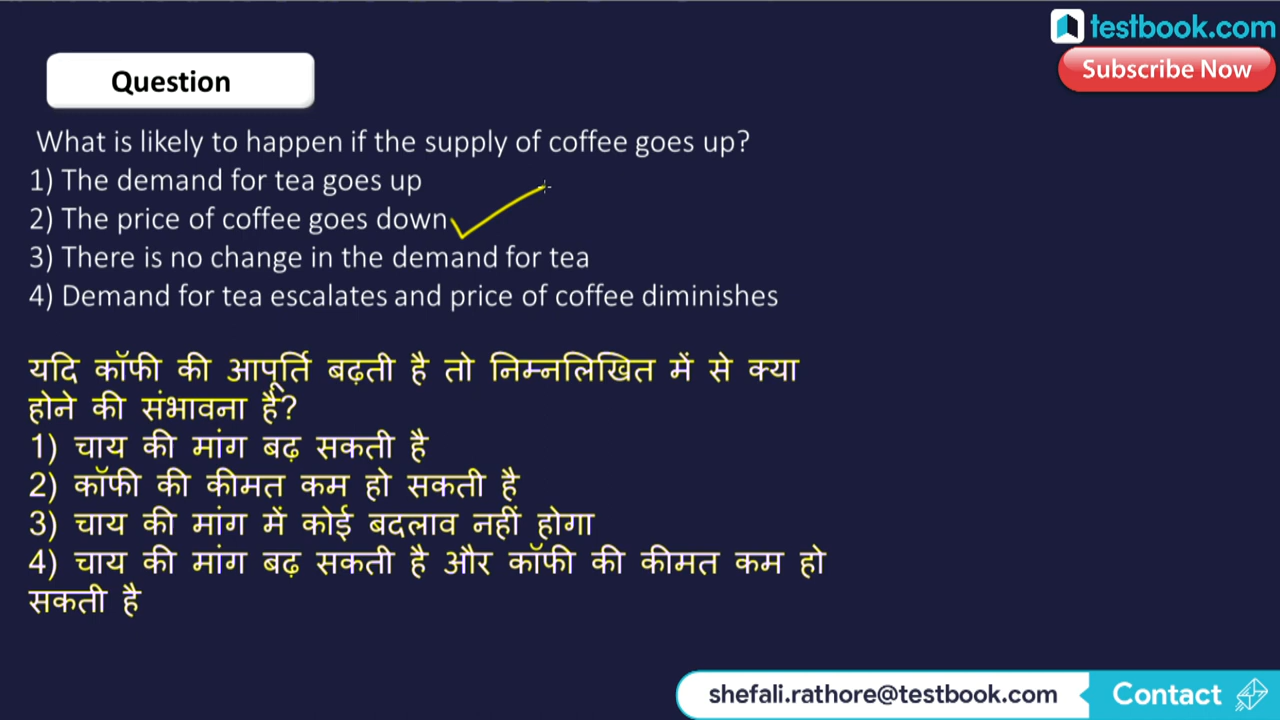 testbook.com
Subscribe Now
Question
What is likely to happen if the supply of coffee goes up?
1) The demand for tea goes up
2) The price of coffee goes down
3) There is no change in the demand for tea
4) Demand for tea escalates and price of coffee diminishes
यदि कॉफी की आपूर्ति बढ़ती है तो निम्नलिखित में से क्या
होने की संभावना है?
1) चाय की मांग बढ़ सकती है
2) कॉफी की कीमत कम हो सकती है
3) चाय की मांग में कोई बदलाव नहीं होगा
4) चाय की मांग बढ़ सकती है और कॉफी की कीमत कम हो
सकती है
shefali.rathore@testbook.com Contact